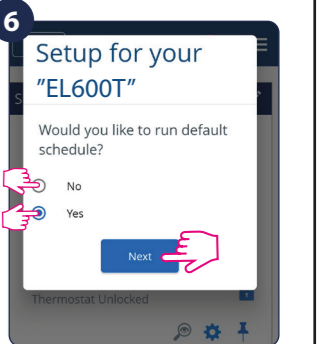 6
Setup for your
"EL600T"
S
Would you like to run default
schedule?
No
Yes
Next
Thermostat Unlocked